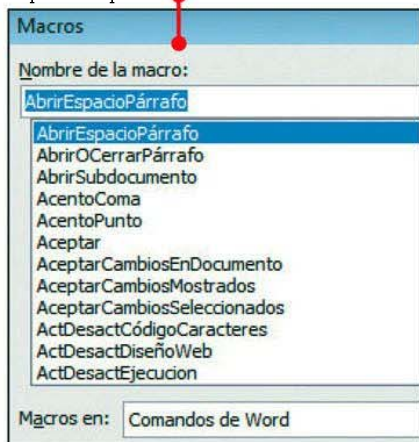 Macros
Nombre de la macro:
AbrirEspacioPárrafo
AbrirEspacioPárrafo
AbrirOCerrarPárrafo
AbrirSubdocumento
AcentoComa
AcentoPunto
Aceptar
AceptarCambiosEnDocumento
AceptarCambiosMostrados
AceptarCambiosSeleccionados
ActDesactCódigoCaracteres
ActDesactDiseñoWeb
ActDesactEjecucion
Macros en: Comandos de Word